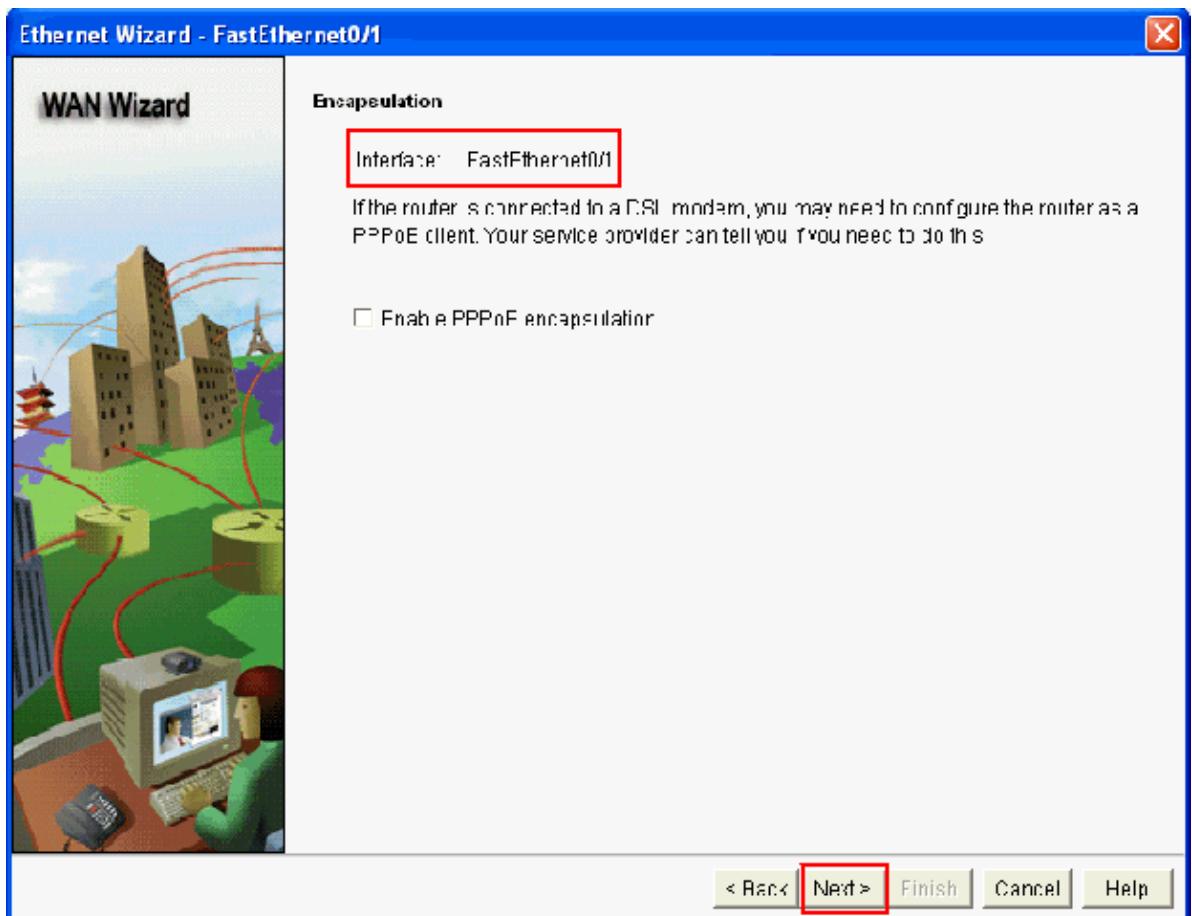 Ethernet Wizard - FastEthernet0/1
WAN Wizard
Encapsulation
Interface: FastEthernet0/1
If the router is connected to a DSL modem, you may need to configure the router as a
PPPoE client. Your service provider can tell you if you need to do this
Enable PPPoE encapsulation
< Back
Next >
Finish
Cancel
Help